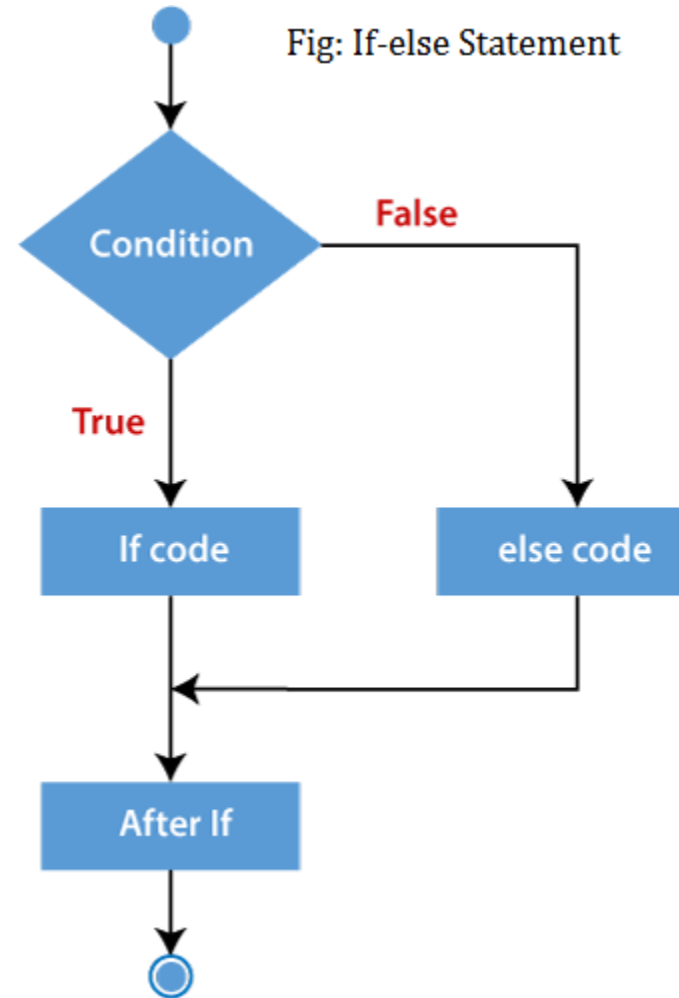 Fig: If-else Statement
Condition
False
True
If code
else code
After If